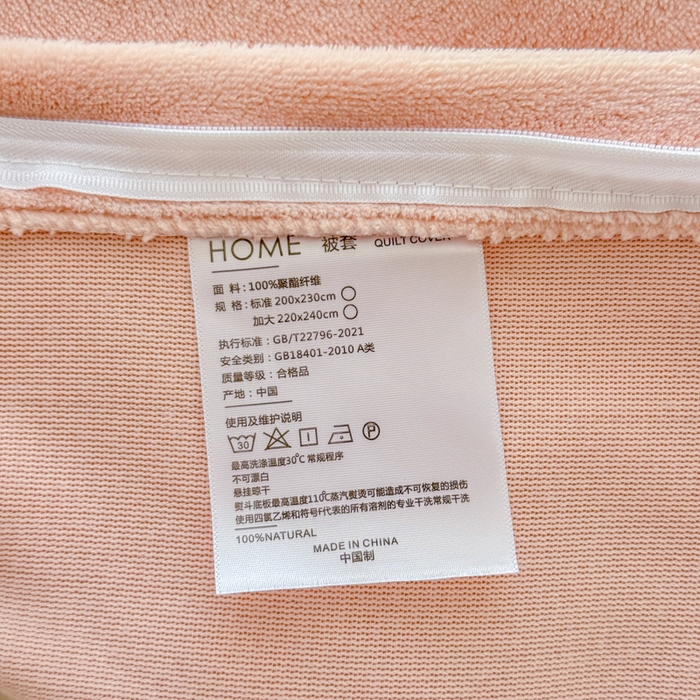 HOME 被套 QUILT COVER
面 料:100%聚酯纤维
规 格:标准 200x230cm
加大 220x240cm
执行标准:GB/T22796-2021
安全类别:GB18401-2010 A类
质量等级:合格品
产地:中国
使用及维护说明
30 P
最高洗涤温度30℃ 常规程序
不可漂白
悬挂晾干
熨斗底板最高温度110℃蒸汽熨烫可能造成不可恢复的损伤
使用四氯乙烯和符号F代表的所有溶剂的专业干洗常规干洗
100%NATURAL
MADE IN CHINA
中国制